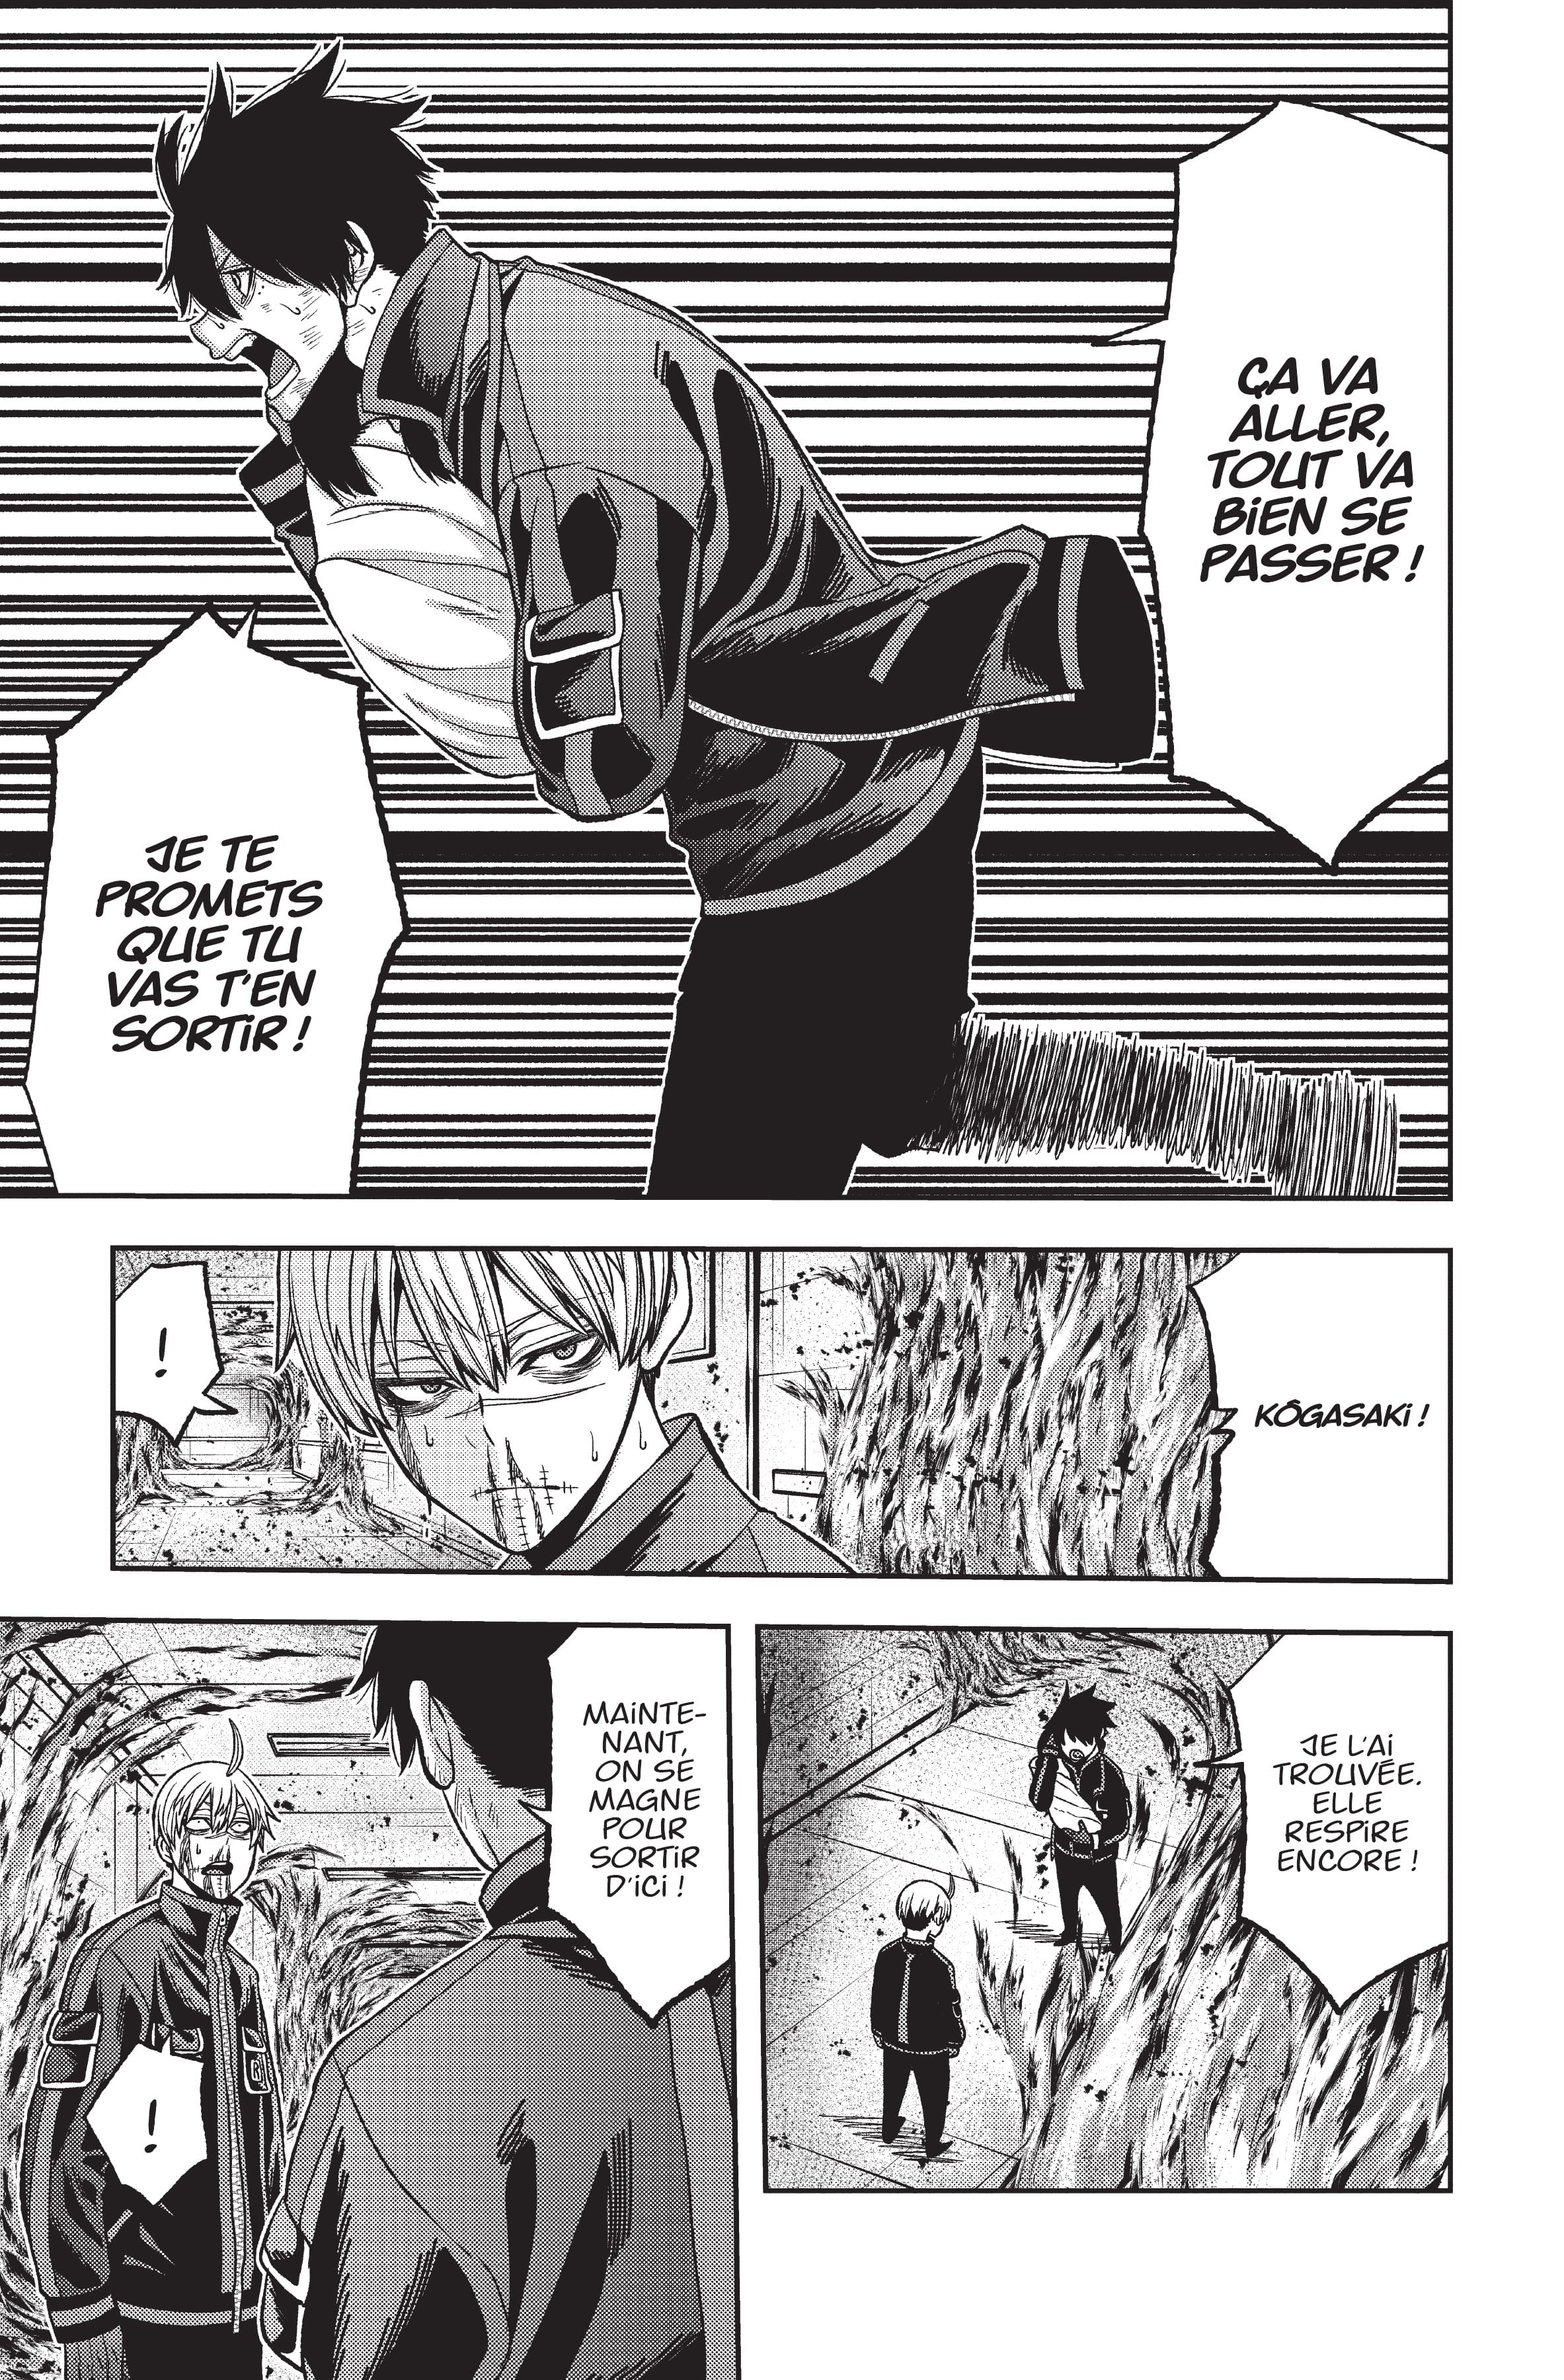 ÇA VA
ALLER,
TOUT VA
BIEN SE
PASSER !
JE TE
PROMETS
QUE TU
VAS T'EN
SORTIR !
KÔGASAKI !
!
JE L'AI
TROUVÉE.
ELLE
RESPIRE
ENCORE !
MAINTE-
NANT,
ON SE
MAGNE
POUR
SORTIR
D'ICI !
!